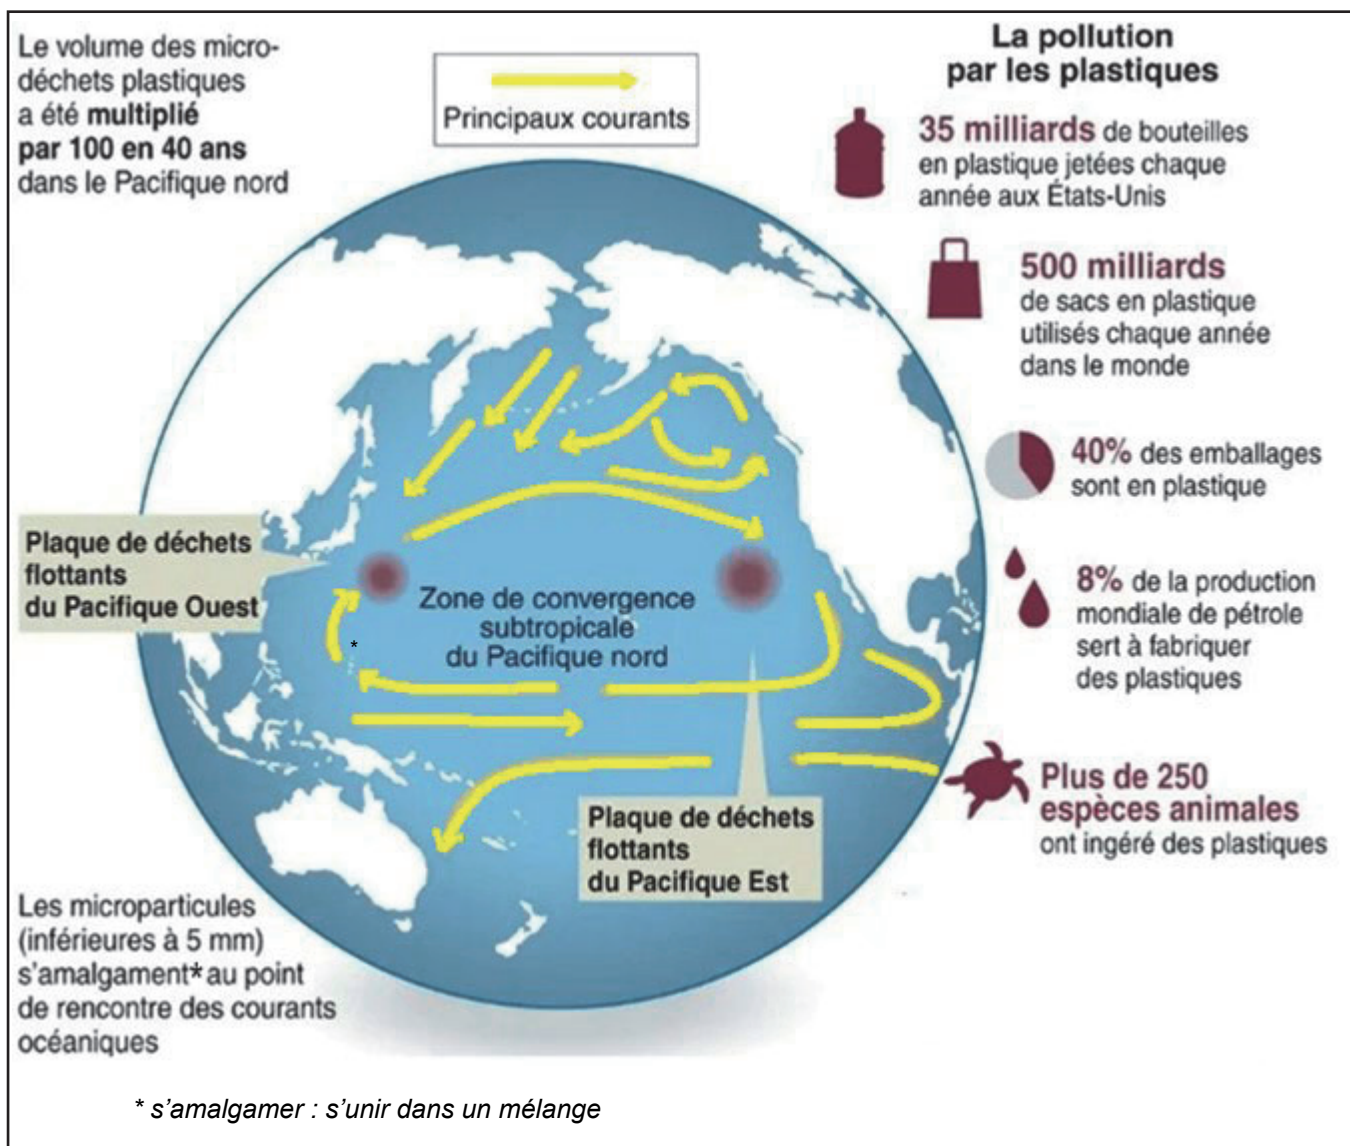 Le volume des micro-
déchets plastiques
a été multiplié
par 100 en 40 ans
dans le Pacifique nord
Principaux courants
La pollution
par les plastiques
35 milliards de bouteilles
en plastique jetées chaque
année aux États-Unis
500 milliards
de sacs en plastique
utilisés chaque année
dans le monde
40% des emballages
sont en plastique
8% de la production
mondiale de pétrole
sert à fabriquer
des plastiques
Plus de 250
espèces animales
ont ingéré des plastiques
Plaque de déchets
flottants
du Pacifique Ouest
Zone de convergence
subtropicale
du Pacifique nord
*
Plaque de déchets
flottants
du Pacifique Est
Les microparticules
(inférieures à 5 mm)
s'amalgament* au point
de rencontre des courants
océaniques
* s'amalgamer : s'unir dans un mélange